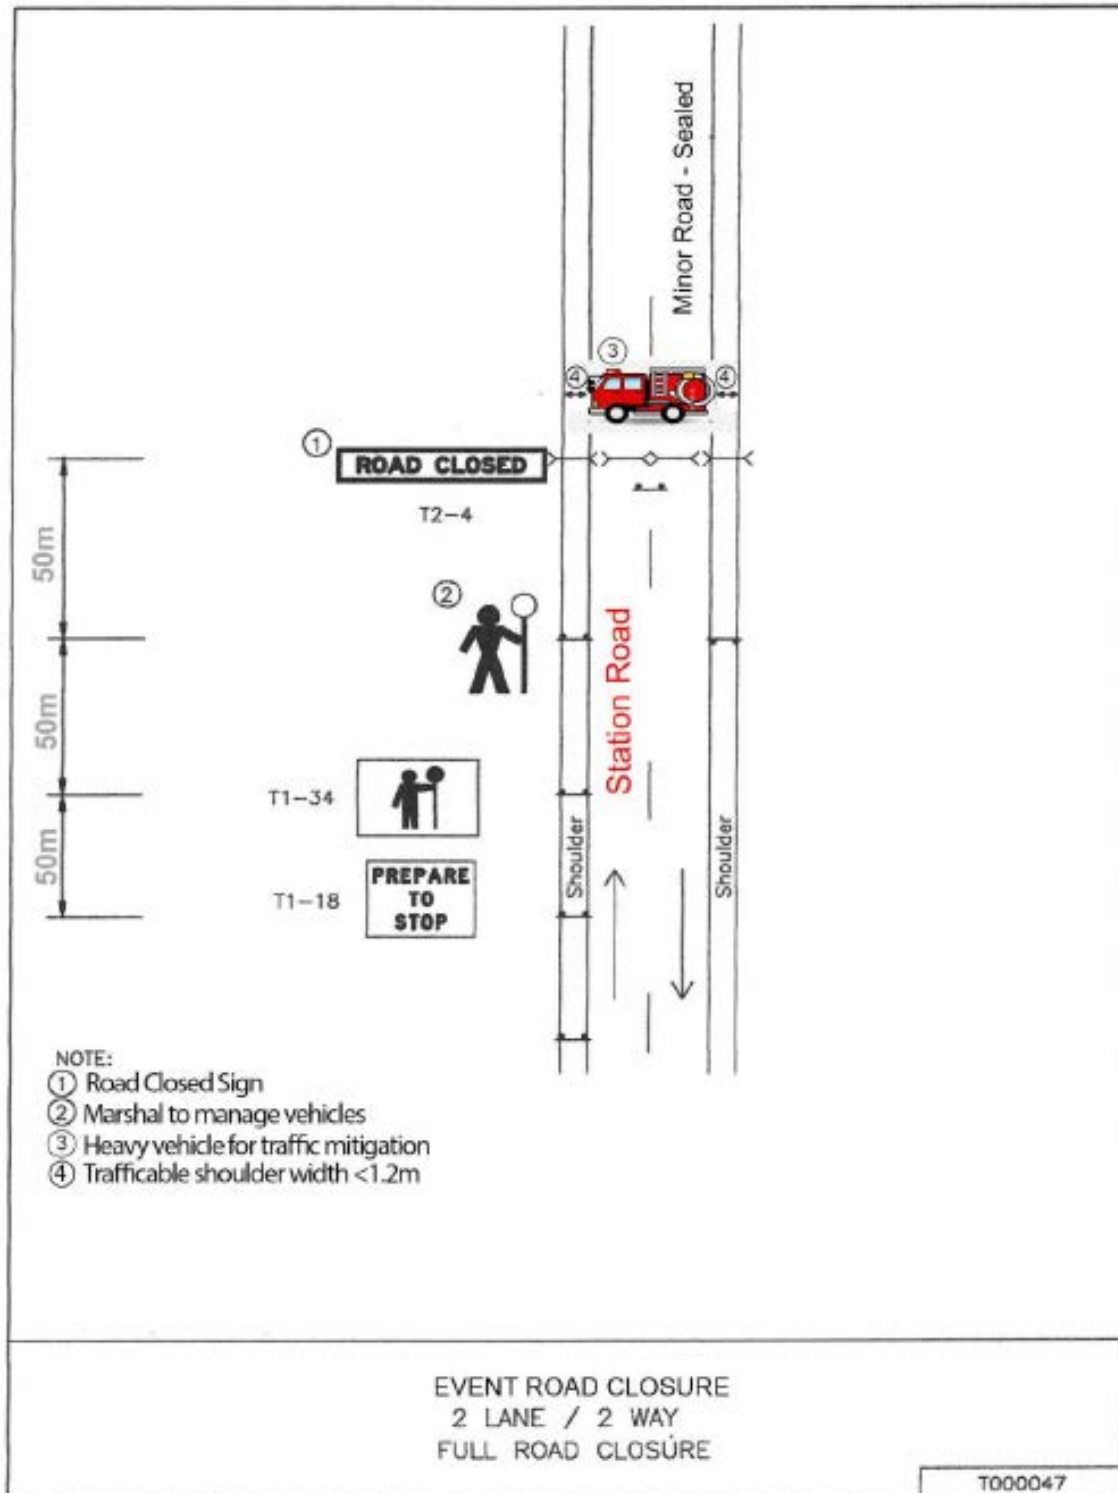 Minor Road - Sealed
3
4
4
1
ROAD CLOSED
T2-4
50m
2
50m
Station Road
T1-34
50m
Shoulder
Shoulder
T1-18
PREPARE
TO
STOP
NOTE:
1 Road Closed Sign
2 Marshal to manage vehicles
3 Heavy vehicle for traffic mitigation
4 Trafficable shoulder width <1.2m
EVENT ROAD CLOSURE
2 LANE / 2 WAY
FULL ROAD CLOSURE
T000047